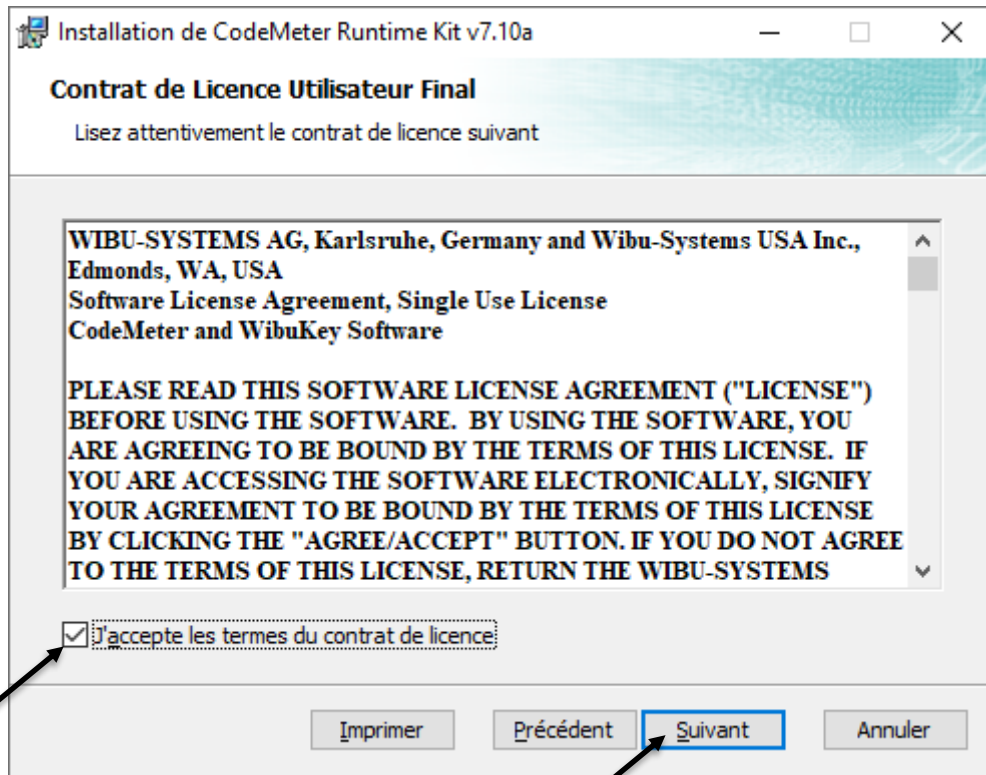 Installation de CodeMeter Runtime Kit v7.10a
Contrat de Licence Utilisateur Final
Lisez attentivement le contrat de licence suivant
WIBU-SYSTEMS AG, Karlsruhe, Germany and Wibu-Systems USA Inc.,
Edmonds, WA, USA
Software License Agreement, Single Use License
CodeMeter and WibuKey Software
PLEASE READ THIS SOFTWARE LICENSE AGREEMENT ("LICENSE")
BEFORE USING THE SOFTWARE.  BY USING THE SOFTWARE, YOU
ARE AGREEING TO BE BOUND BY THE TERMS OF THIS LICENSE.  IF
YOU ARE ACCESSING THE SOFTWARE ELECTRONICALLY, SIGNIFY
YOUR AGREEMENT TO BE BOUND BY THE TERMS OF THIS LICENSE
BY CLICKING THE "AGREE/ACCEPT" BUTTON. IF YOU DO NOT AGREE
TO THE TERMS OF THIS LICENSE, RETURN THE WIBU-SYSTEMS
J'accepte les termes du contrat de licence
Imprimer Précédent Suivant Annuler